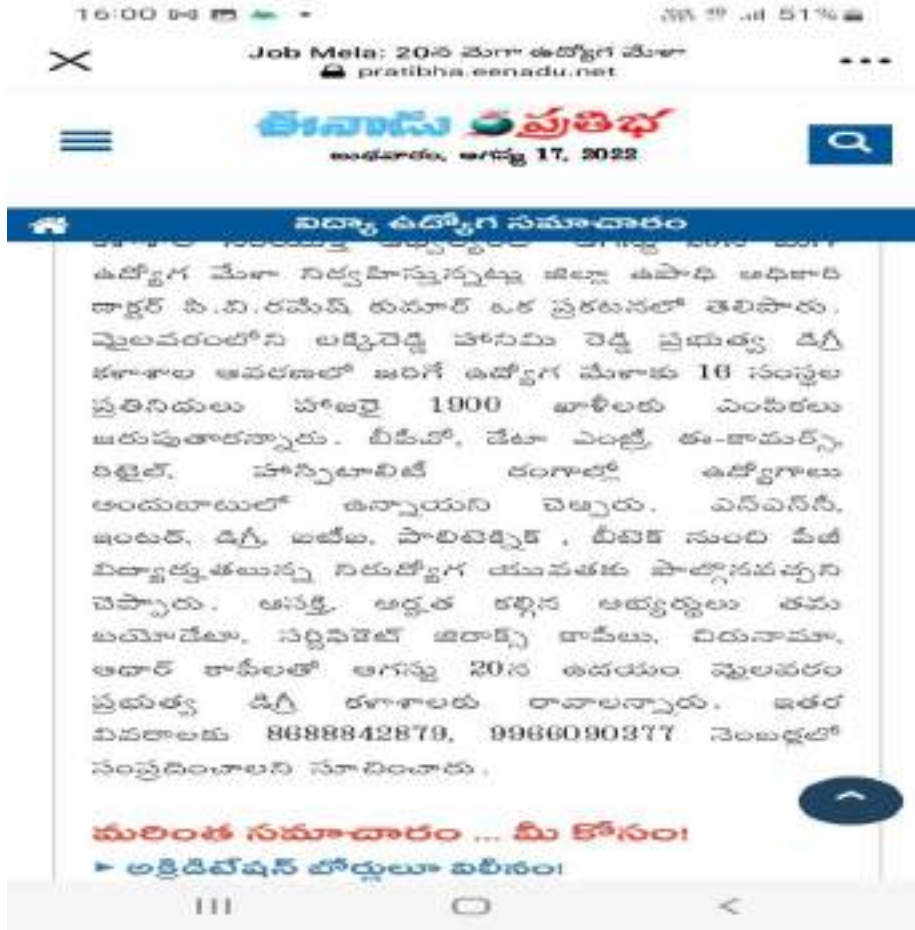 16:00
51%
Job Mela: 20న మెగా ఉద్యోగ మేళా
pratibha.eenadu.net
ఈనాడు ప్రతిభ
బుధవారం, ఆగస్టు 17, 2022
విద్యా ఉద్యోగ సమాచారం
ఉద్యోగ మేళా నిర్వహిస్తున్నట్లు జిల్లా ఉపాధి అధికారి
డాక్టర్ పి.వి.రమేష్ కుమార్ ఒక ప్రకటనలో తెలిపారు.
మైలవరంలోని లక్కిరెడ్డి హానిమి రెడ్డి ప్రభుత్వ డిగ్రీ
కళాశాల ఆవరణలో జరిగే ఉద్యోగ మేళాకు 16 సంస్థల
ప్రతినిధులు హాజరై 1900 ఖాళీలకు ఎంపికలు
జరుపుతారన్నారు. బీపీవో, డేటా ఎంట్రీ, ఈ-కామర్స్,
రిటైల్, హాస్పిటాలిటీ రంగాల్లో ఉద్యోగాలు
అందుబాటులో ఉన్నాయని చెప్పారు. ఎస్ఎస్‌సీ,
ఇంటర్, డిగ్రీ, ఐటీఐ, పాలిటెక్నిక్ , బీటెక్ నుంచి పీజీ
విద్యార్హతలున్న నిరుద్యోగ యువతకు పాల్గొనవచ్చని
చెప్పారు. ఆసక్తి, అర్హత కల్గిన అభ్యర్థులు తమ
బయోడేటా, సర్టిఫికెట్ జిరాక్స్ కాపీలు, చిరునామా,
ఆధార్ కాపీలతో ఆగస్టు 20న ఉదయం మైలవరం
ప్రభుత్వ డిగ్రీ కళాశాలకు రావాలన్నారు. ఇతర
వివరాలకు 8688842879, 9966090377 నెంబర్లలో
సంప్రదించాలని సూచించారు.
మరింత సమాచారం ... మీ కోసం!
► అక్రిడిటేషన్ బోర్డులూ విలీనం!